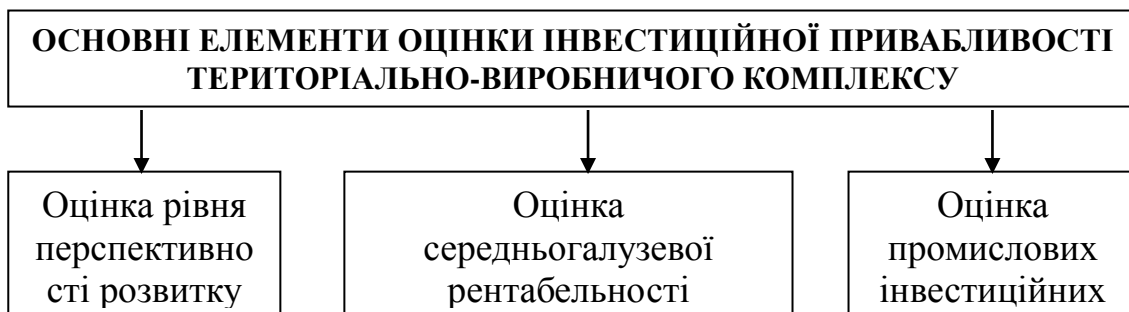 ОСНОВНІ ЕЛЕМЕНТИ ОЦІНКИ ІНВЕСТИЦІЙНОЇ ПРИВАБЛИВОСТІ
ТЕРИТОРІАЛЬНО-ВИРОБНИЧОГО КОМПЛЕКСУ
Оцінка рівня
перспективно
сті розвитку
Оцінка
середньогалузевої
рентабельності
Оцінка
промислових
інвестиційних